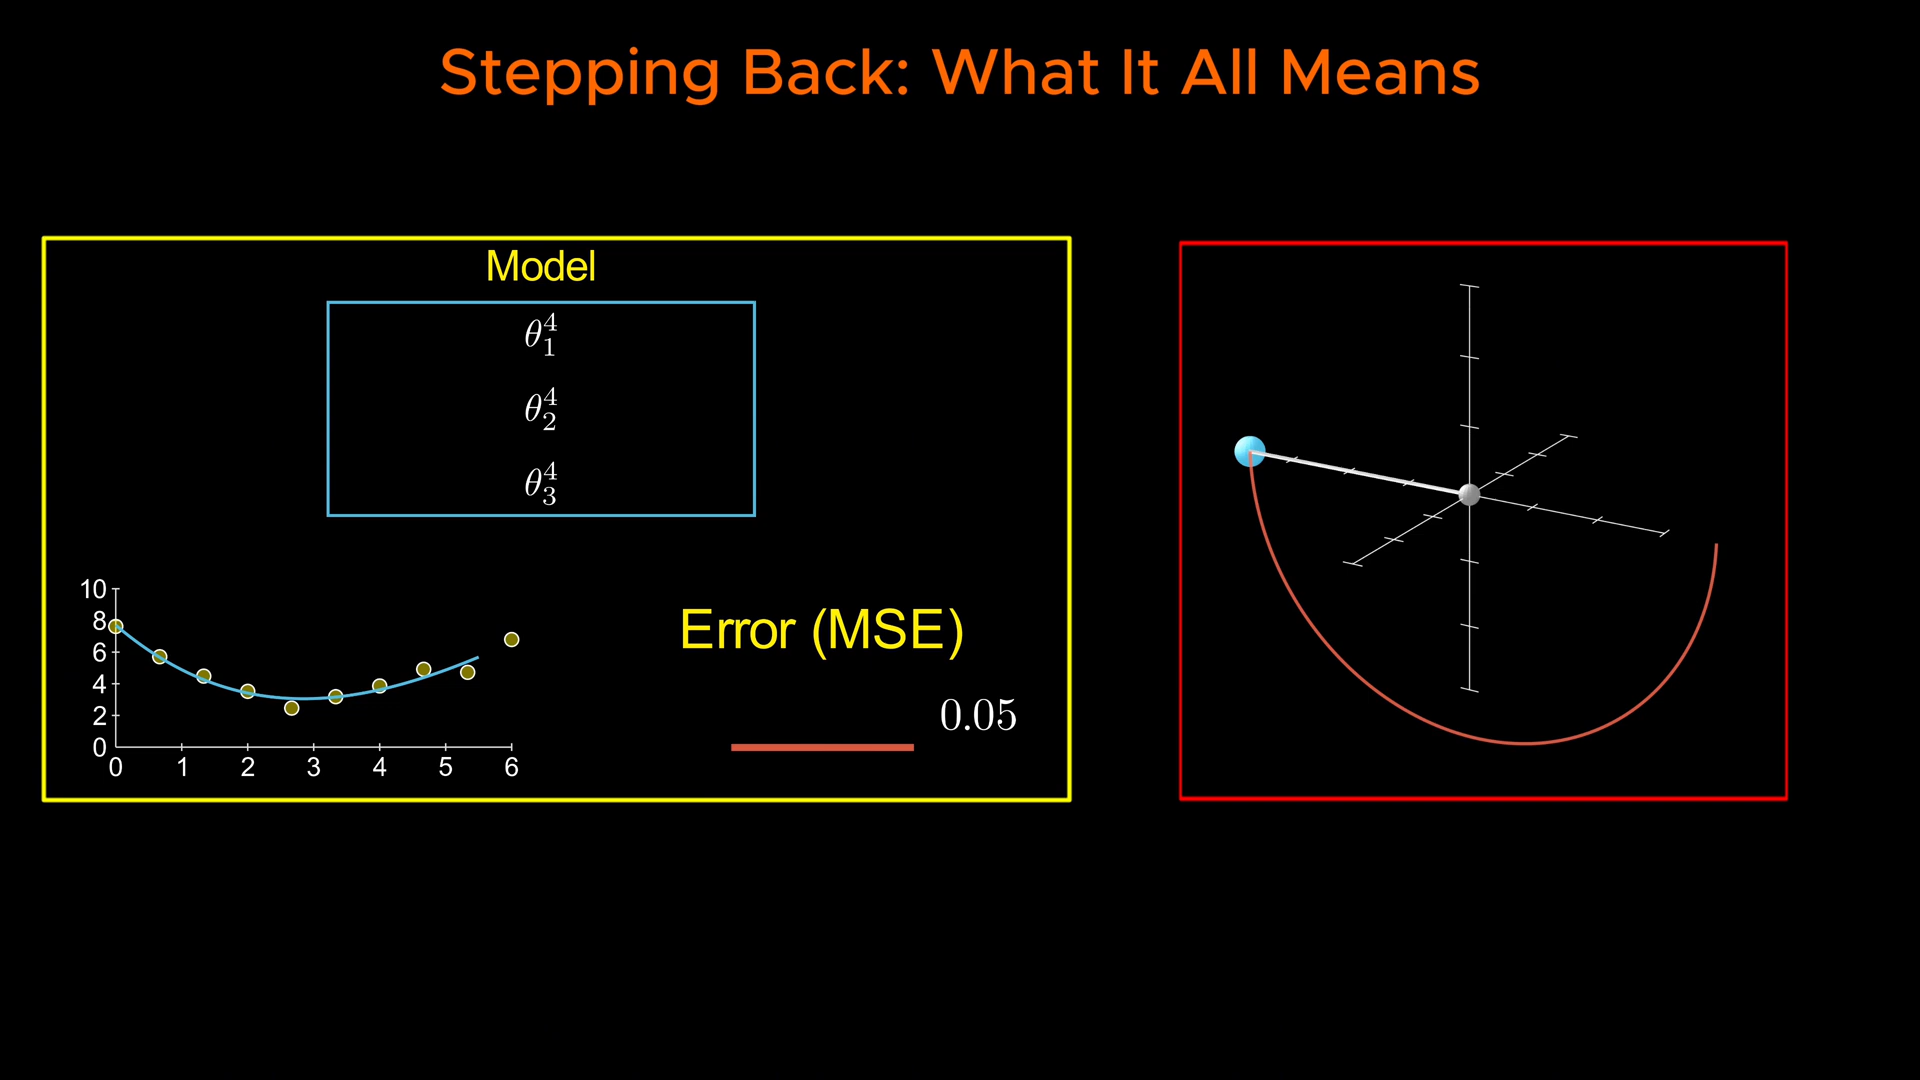 Stepping Back: What It All Means
Model
θ₁⁴
θ₂⁴
θ₃⁴
10
8
6
4
2
0
0 1 2 3 4 5 6
Error (MSE)
0.05